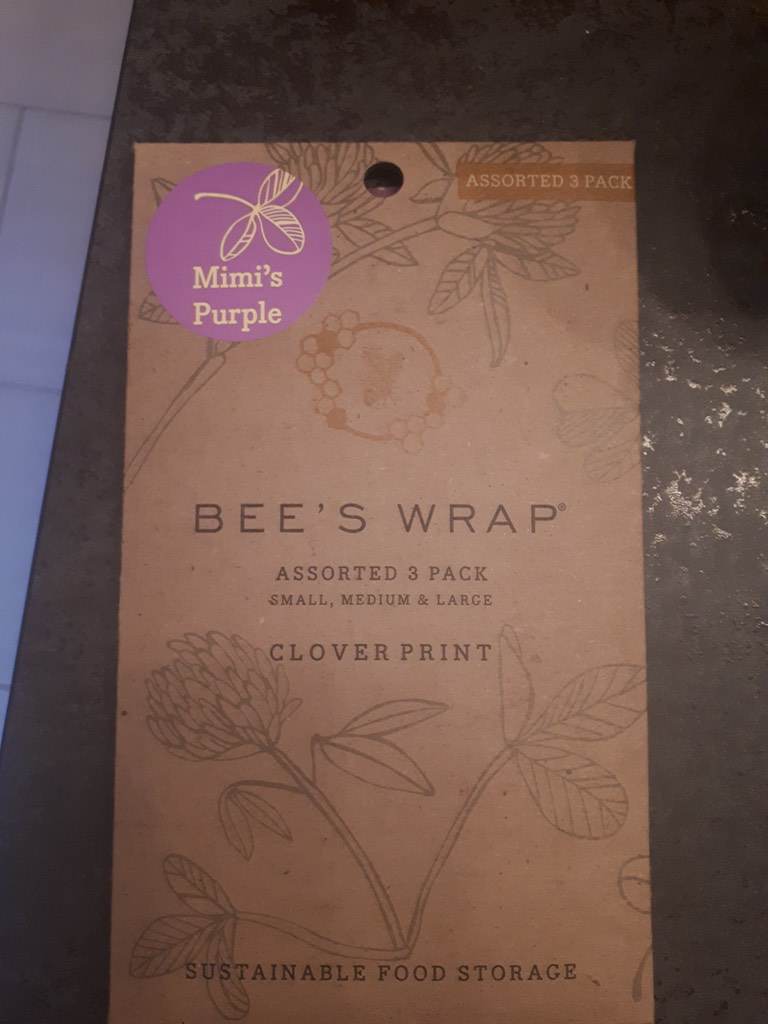 ASSORTED 3 PACK
Mimi's
Purple
BEE'S WRAP®
ASSORTED 3 PACK
SMALL, MEDIUM & LARGE
CLOVER PRINT
SUSTAINABLE FOOD STORAGE